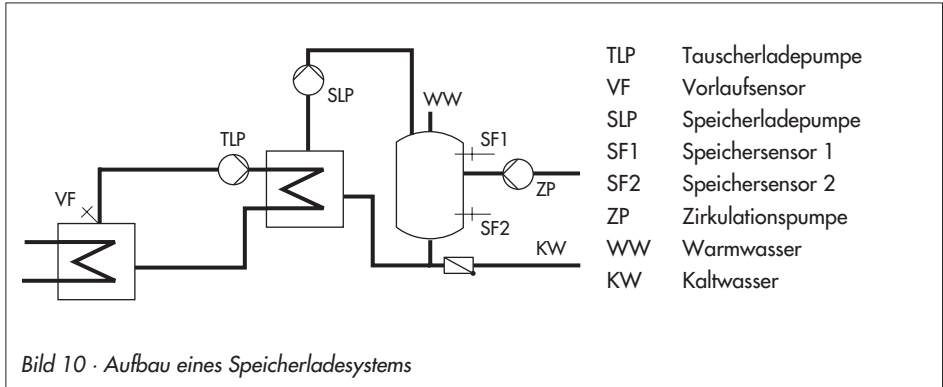 TLP Tauscherladepumpe
VF Vorlaufsensor
SLP Speicherladepumpe
SF1 Speichersensor 1
SF2 Speichersensor 2
ZP Zirkulationspumpe
WW Warmwasser
KW Kaltwasser
SLP
WW
TLP
SF1
VF
ZP
SF2
KW
Bild 10 · Aufbau eines Speicherladesystems